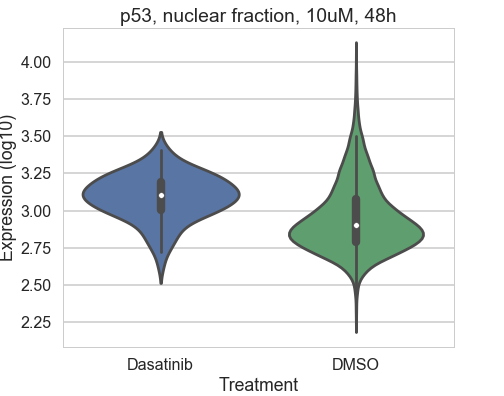 p53, nuclear fraction, 10uM, 48h
Expression (log10)
4.00
3.75
3.50
3.25
3.00
2.75
2.50
2.25
Dasatinib
DMSO
Treatment